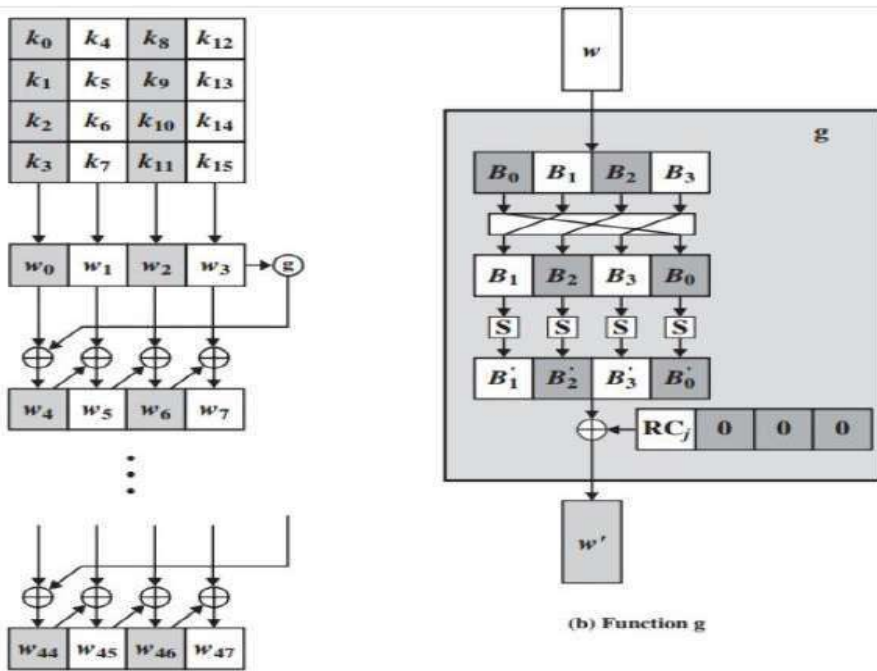 k0 k4 k8 k12
k1 k5 k9 k13
k2 k6 k10 k14
k3 k7 k11 k15
w0 w1 w2 w3 g
w4 w5 w6 w7
w44 w45 w46 w47
w
g
B0 B1 B2 B3
B1 B2 B3 B0
S S S S
B'1 B'2 B'3 B'0
RCj 0 0 0
w'
(b) Function g